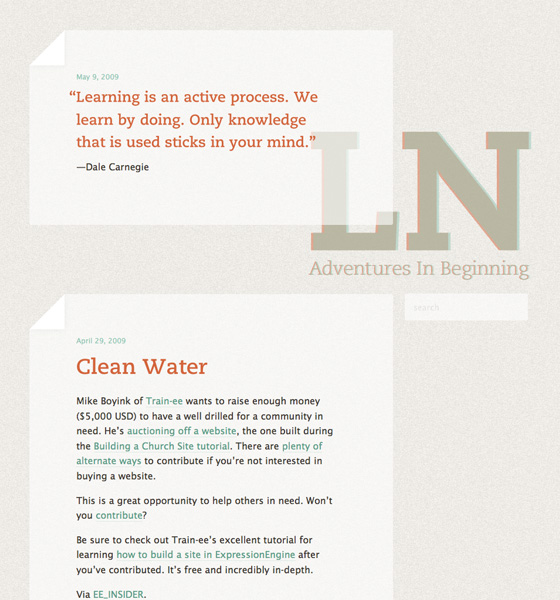 May 9, 2009
“Learning is an active process. We
learn by doing. Only knowledge
that is used sticks in your mind.”
—Dale Carnegie
LN
Adventures In Beginning
search
April 29, 2009
Clean Water
Mike Boyink of Train-ee wants to raise enough money
($5,000 USD) to have a well drilled for a community in
need. He’s auctioning off a website, the one built during
the Building a Church Site tutorial. There are plenty of
alternate ways to contribute if you’re not interested in
buying a website.
This is a great opportunity to help others in need. Won’t
you contribute?
Be sure to check out Train-ee’s excellent tutorial for
learning how to build a site in ExpressionEngine after
you’ve contributed. It’s free and incredibly in-depth.
Via EE_INSIDER.